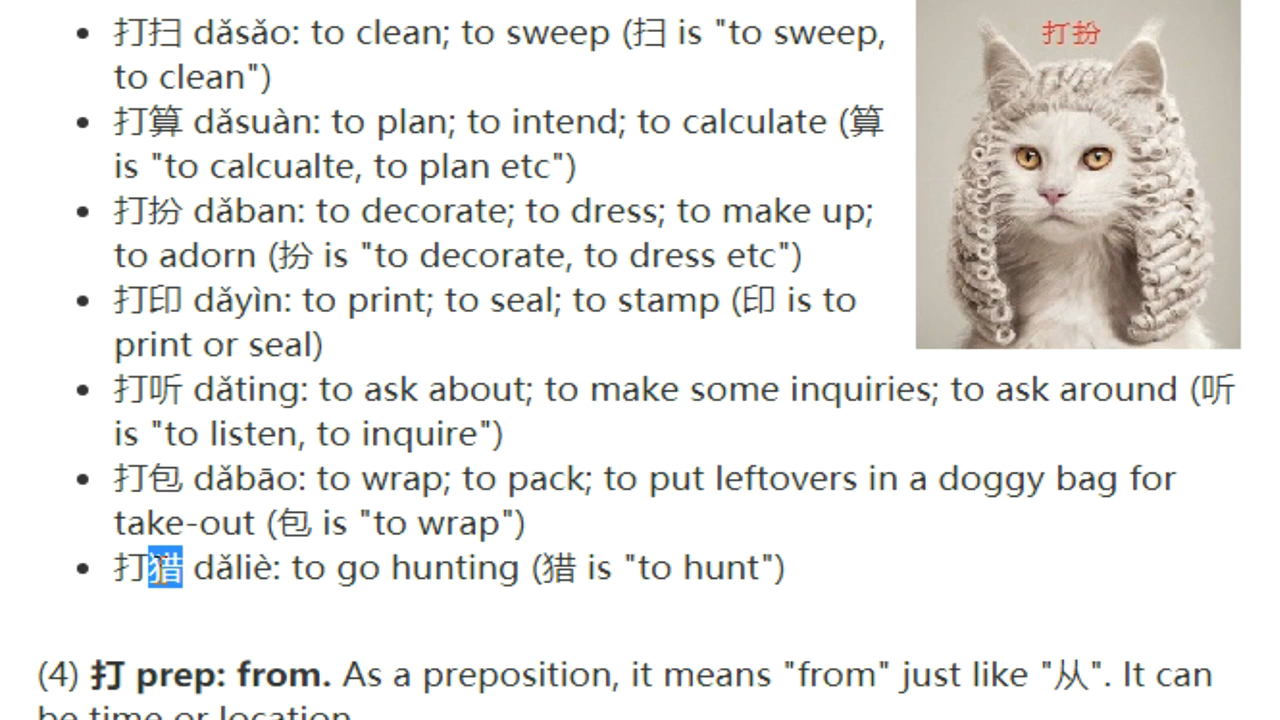 • 打扫 dǎsǎo: to clean; to sweep (扫 is "to sweep,
to clean")
• 打算 dǎsuàn: to plan; to intend; to calculate (算
is "to calcualte, to plan etc")
• 打扮 dǎban: to decorate; to dress; to make up;
to adorn (扮 is "to decorate, to dress etc")
• 打印 dǎyìn: to print; to seal; to stamp (印 is to
print or seal)
• 打听 dǎting: to ask about; to make some inquiries; to ask around (听
is "to listen, to inquire")
• 打包 dǎbāo: to wrap; to pack; to put leftovers in a doggy bag for
take-out (包 is "to wrap")
• 打猎 dǎliè: to go hunting (猎 is "to hunt")
打扮
(4) 打 prep: from. As a preposition, it means "from" just like "从". It can
be time or location